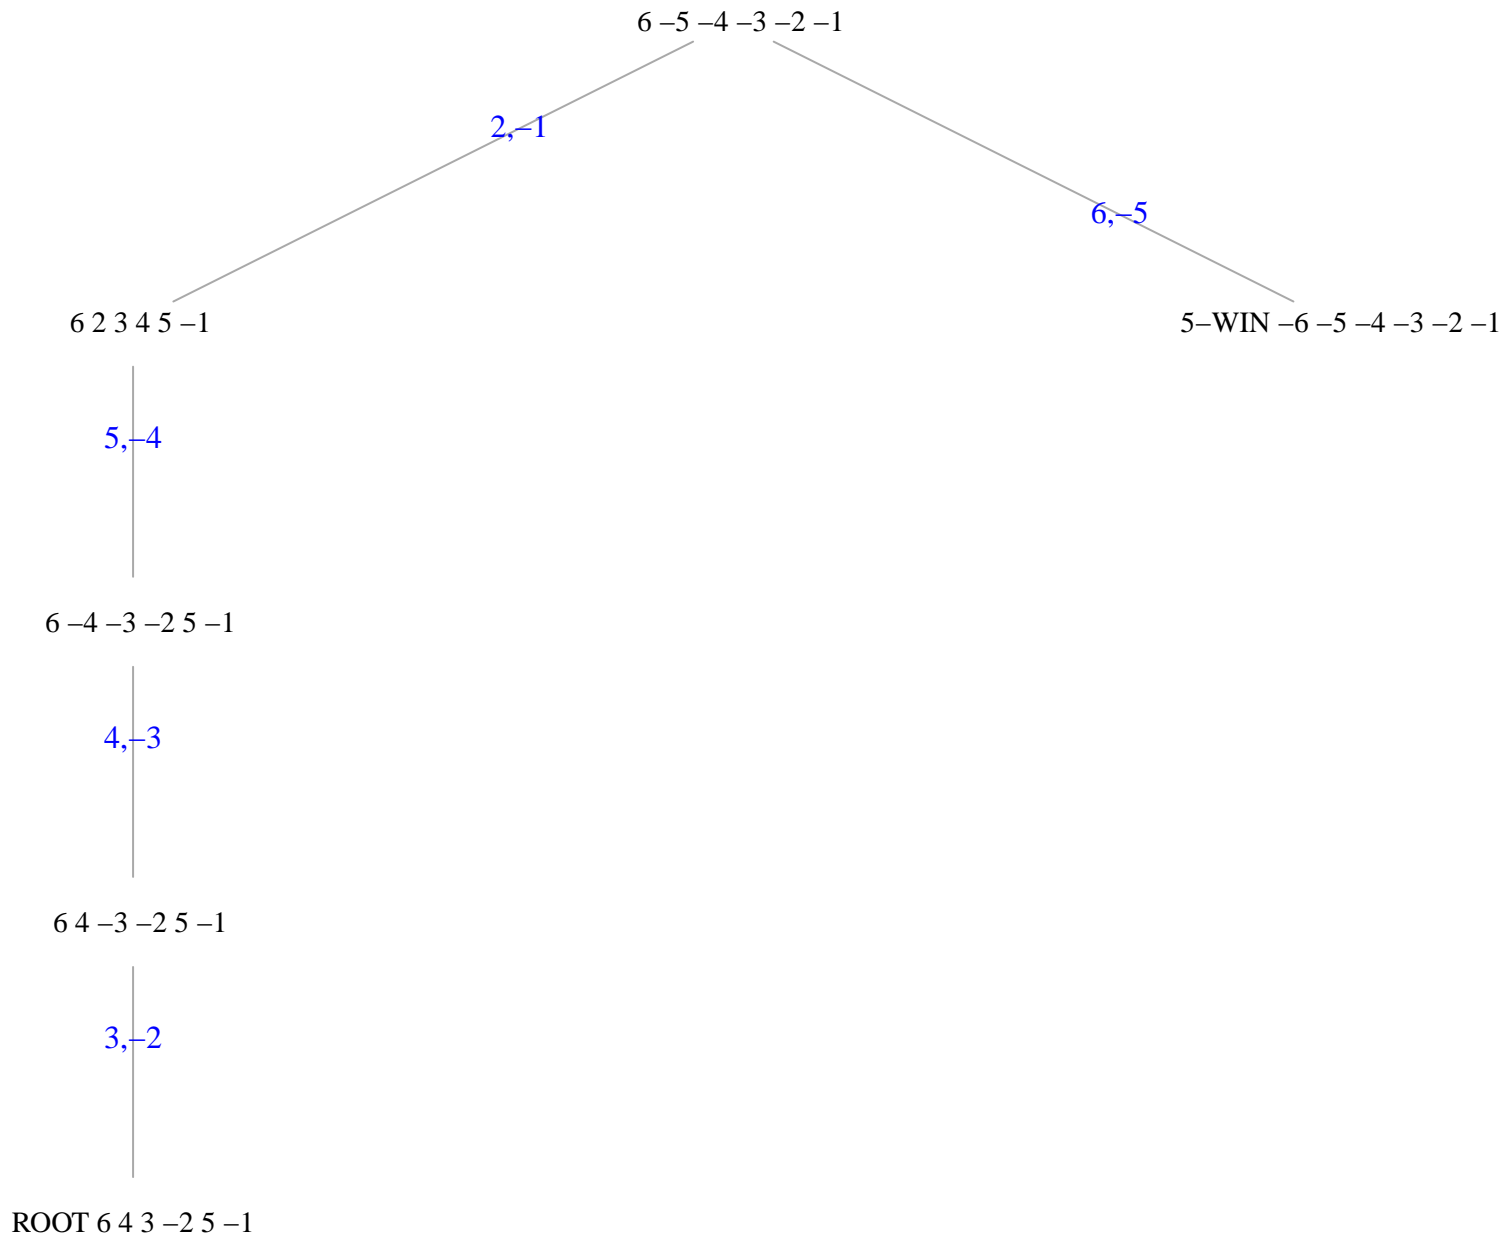 6 –5 –4 –3 –2 –1
2,–1
6,–5
6 2 3 4 5 –1
5–WIN –6 –5 –4 –3 –2 –1
5,–4
6 –4 –3 –2 5 –1
4,–3
6 4 –3 –2 5 –1
3,–2
ROOT 6 4 3 –2 5 –1